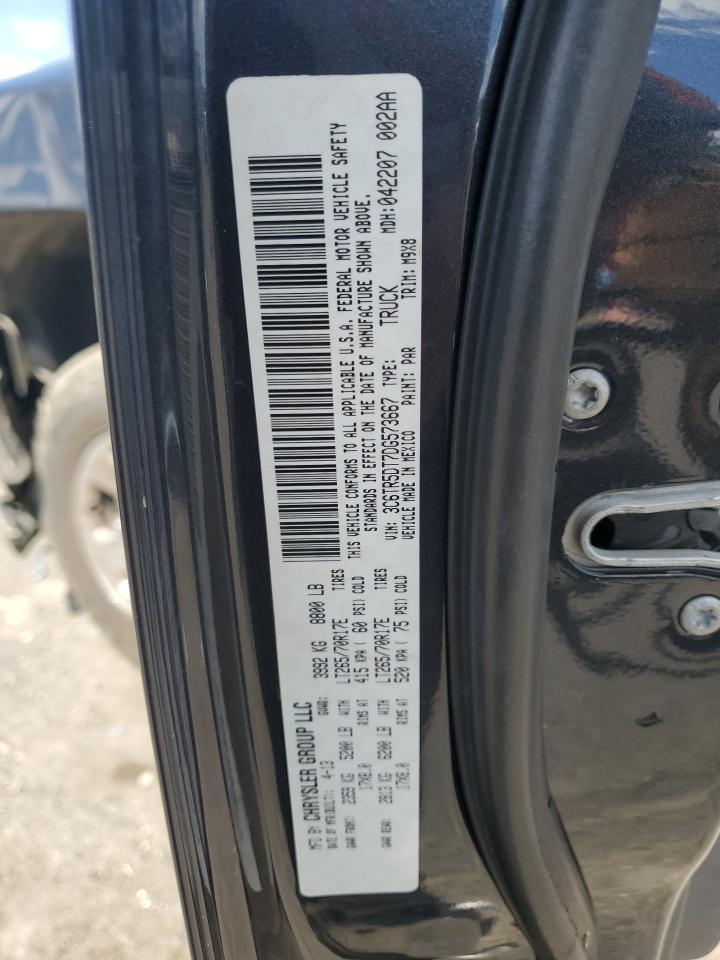 MFD BY CHRYSLER GROUP LLC
DATE OF MFR(BUILT): 4-13 GVWR: 3992 KG 8800 LB
GAWR FRONT: 2359 KG 5200 LB WITH LT265/70R17E TIRES
17X8.0 RIMS AT 415 KPA ( 60 PSI) COLD
GAWR REAR: 2813 KG 6200 LB WITH LT265/70R17E TIRES
17X8.0 RIMS AT 520 KPA ( 75 PSI) COLD
THIS VEHICLE CONFORMS TO ALL APPLICABLE U.S.A. FEDERAL MOTOR VEHICLE SAFETY
STANDARDS IN EFFECT ON THE DATE OF MANUFACTURE SHOWN ABOVE.
VIN: 3C6TR5DT7DG573667 TYPE: TRUCK MDH:042207 002AA
VEHICLE MADE IN MEXICO PAINT: PAR TRIM: M9X8